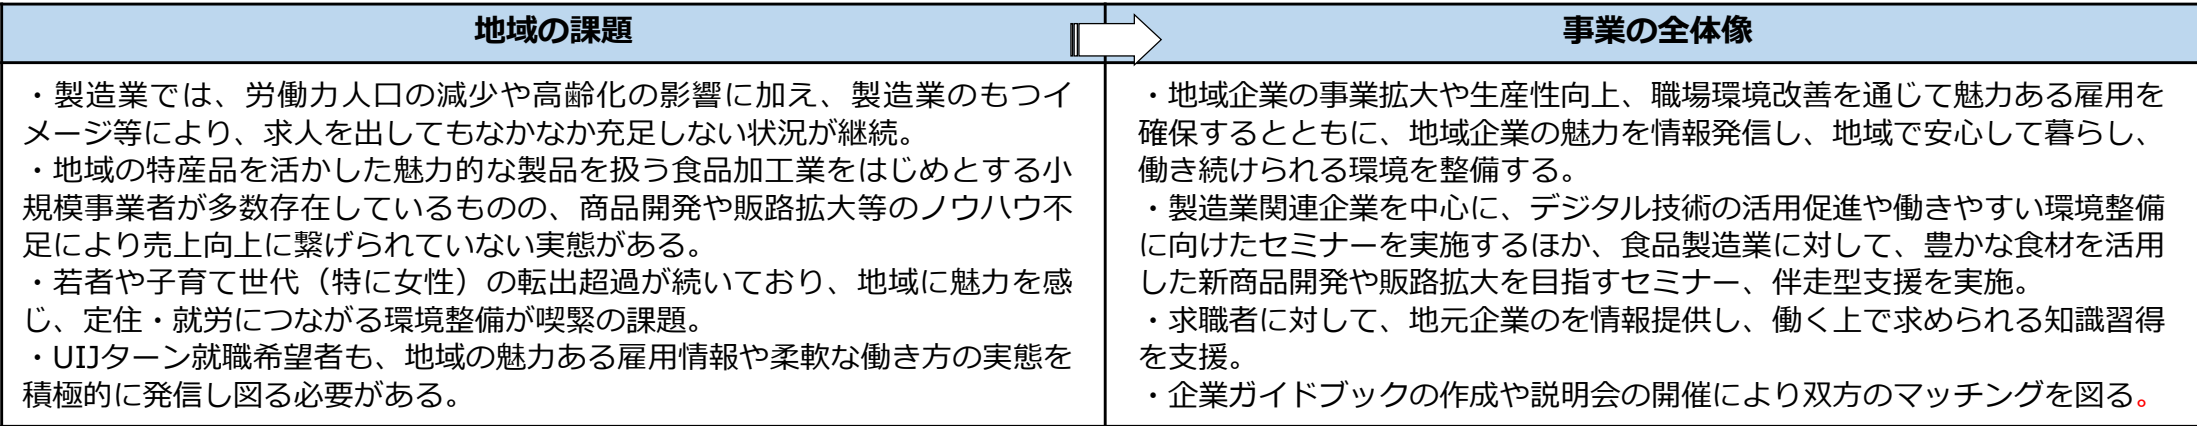 地域の課題
・製造業では、労働力人口の減少や高齢化の影響に加え、製造業のもつイ
メージ等により、求人を出してもなかなか充足しない状況が継続。
・地域の特産品を活かした魅力的な製品を扱う食品加工業をはじめとする小
規模事業者が多数存在しているものの、商品開発や販路拡大等のノウハウ不
足により売上向上に繋げられていない実態がある。
・若者や子育て世代（特に女性）の転出超過が続いており、地域に魅力を感
じ、定住・就労につながる環境整備が喫緊の課題。
・UIJターン就職希望者も、地域の魅力ある雇用情報や柔軟な働き方の実態を
積極的に発信し図る必要がある。
事業の全体像
・地域企業の事業拡大や生産性向上、職場環境改善を通じて魅力ある雇用を
確保するとともに、地域企業の魅力を情報発信し、地域で安心して暮らし、
働き続けられる環境を整備する。
・製造業関連企業を中心に、デジタル技術の活用促進や働きやすい環境整備
に向けたセミナーを実施するほか、食品製造業に対して、豊かな食材を活用
した新商品開発や販路拡大を目指すセミナー、伴走型支援を実施。
・求職者に対して、地元企業のを情報提供し、働く上で求められる知識習得
を支援。
・企業ガイドブックの作成や説明会の開催により双方のマッチングを図る。